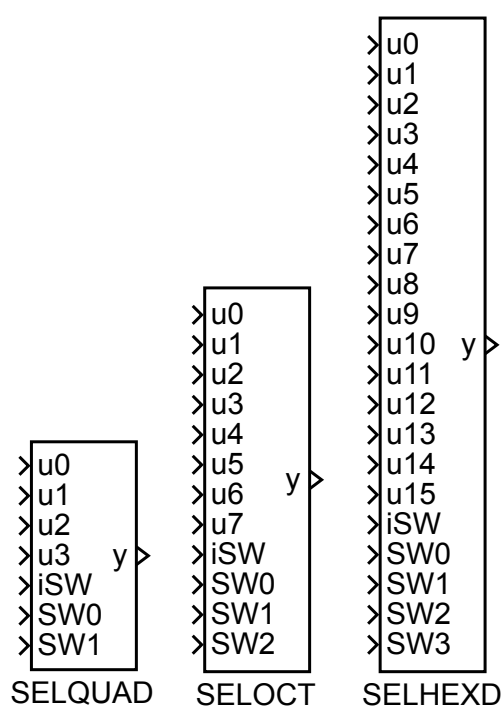 u0
u1
u2
u3 y
iSW
SW0
SW1
SELQUAD
u0
u1
u2
u3
u4
u5
u6 y
u7
iSW
SW0
SW1
SW2
SELOCT
u0
u1
u2
u3
u4
u5
u6
u7
u8
u9
u10 y
u11
u12
u13
u14
u15
iSW
SW0
SW1
SW2
SW3
SELHEXD